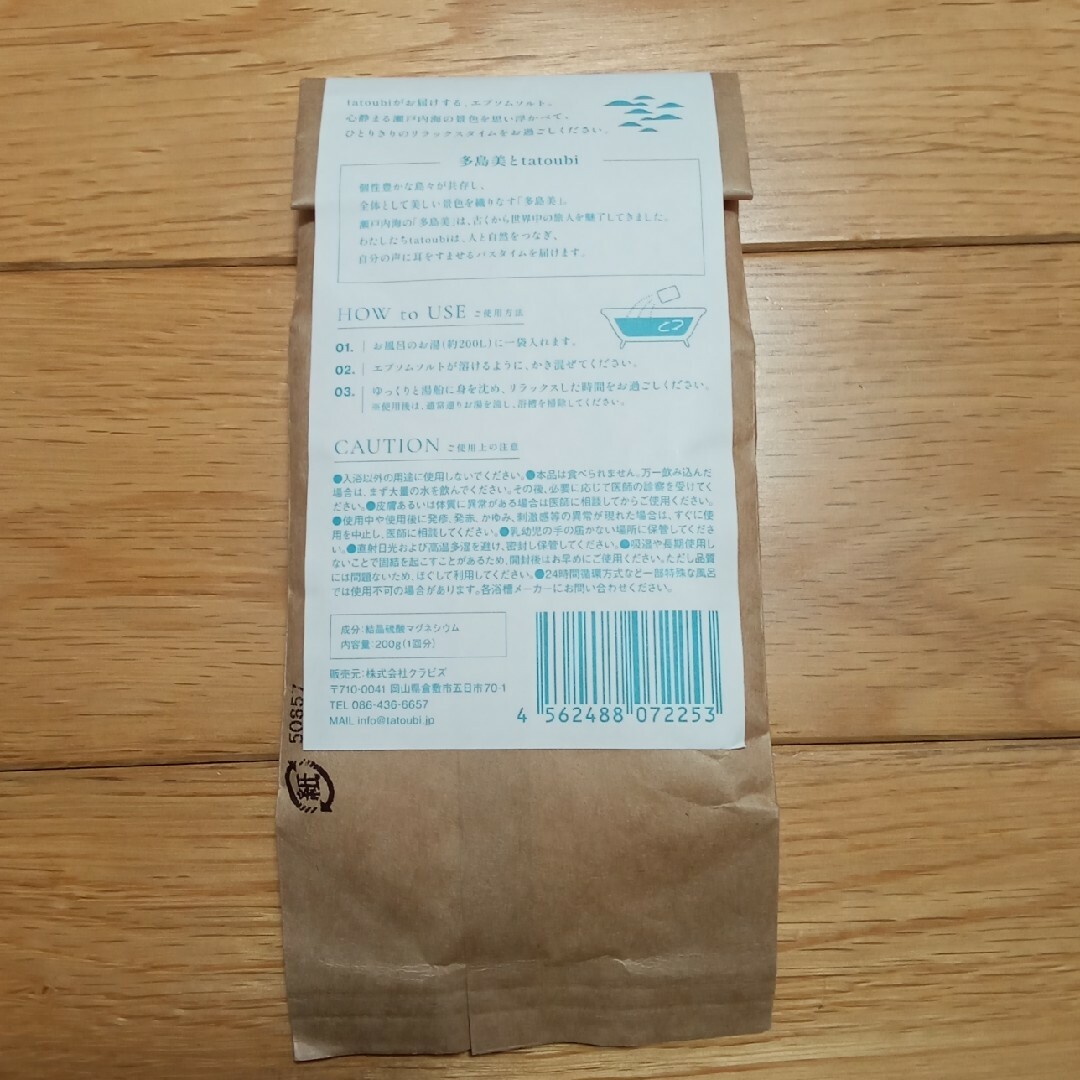 tatoubiがお届けする、エプソムソルト。
心静まる瀬戸内海の景色を思い浮かべて、
ひとりきりのリラックスタイムをお過ごしください。
多島美とtatoubi
個性豊かな島々が共存し、
全体として美しい景色を織りなす「多島美」。
瀬戸内海の「多島美」は、古くから世界中の旅人を魅了してきました。
わたしたちtatoubiは、人と自然をつなぎ、
自分の声に耳をすませるバスタイムを届けます。
HOW to USE ご使用方法
01. お風呂のお湯(約200L)に一袋入れます。
02. エプソムソルトが溶けるように、かき混ぜてください。
03. ゆっくりと湯船に身を沈め、リラックスした時間をお過ごしください。
※使用後は、通常通りお湯を流し、浴槽を掃除してください。
CAUTION ご使用上の注意
●入浴以外の用途に使用しないでください。●本品は食べられません。万一飲み込んだ
場合は、まず大量の水を飲んでください。その後、必要に応じて医師の診察を受けてく
ださい。●皮膚あるいは体質に異常がある場合は医師に相談してからご使用ください。
●使用中や使用後に発疹、発赤、かゆみ、刺激感等の異常が現れた場合は、すぐに使
用を中止し、医師に相談してください。●乳幼児の手の届かない場所に保管してくださ
い。●直射日光および高温多湿を避け、密封し保管してください。●吸湿や長期使用し
ないことで固結を起こすことがあるため、開封後はお早めにご使用ください。ただし品質
には問題ないため、ほぐして利用してください。●24時間循環方式など一部特殊な風呂
では使用不可の場合があります。各浴槽メーカーにお問い合わせください。
成分:結晶硫酸マグネシウム
内容量:200g(1回分)
販売元:株式会社クラビズ
〒710-0041 岡山県倉敷市五日市70-1
TEL 086-436-6657
MAIL info@tatoubi.jp
4 562488 072253
50657
紙